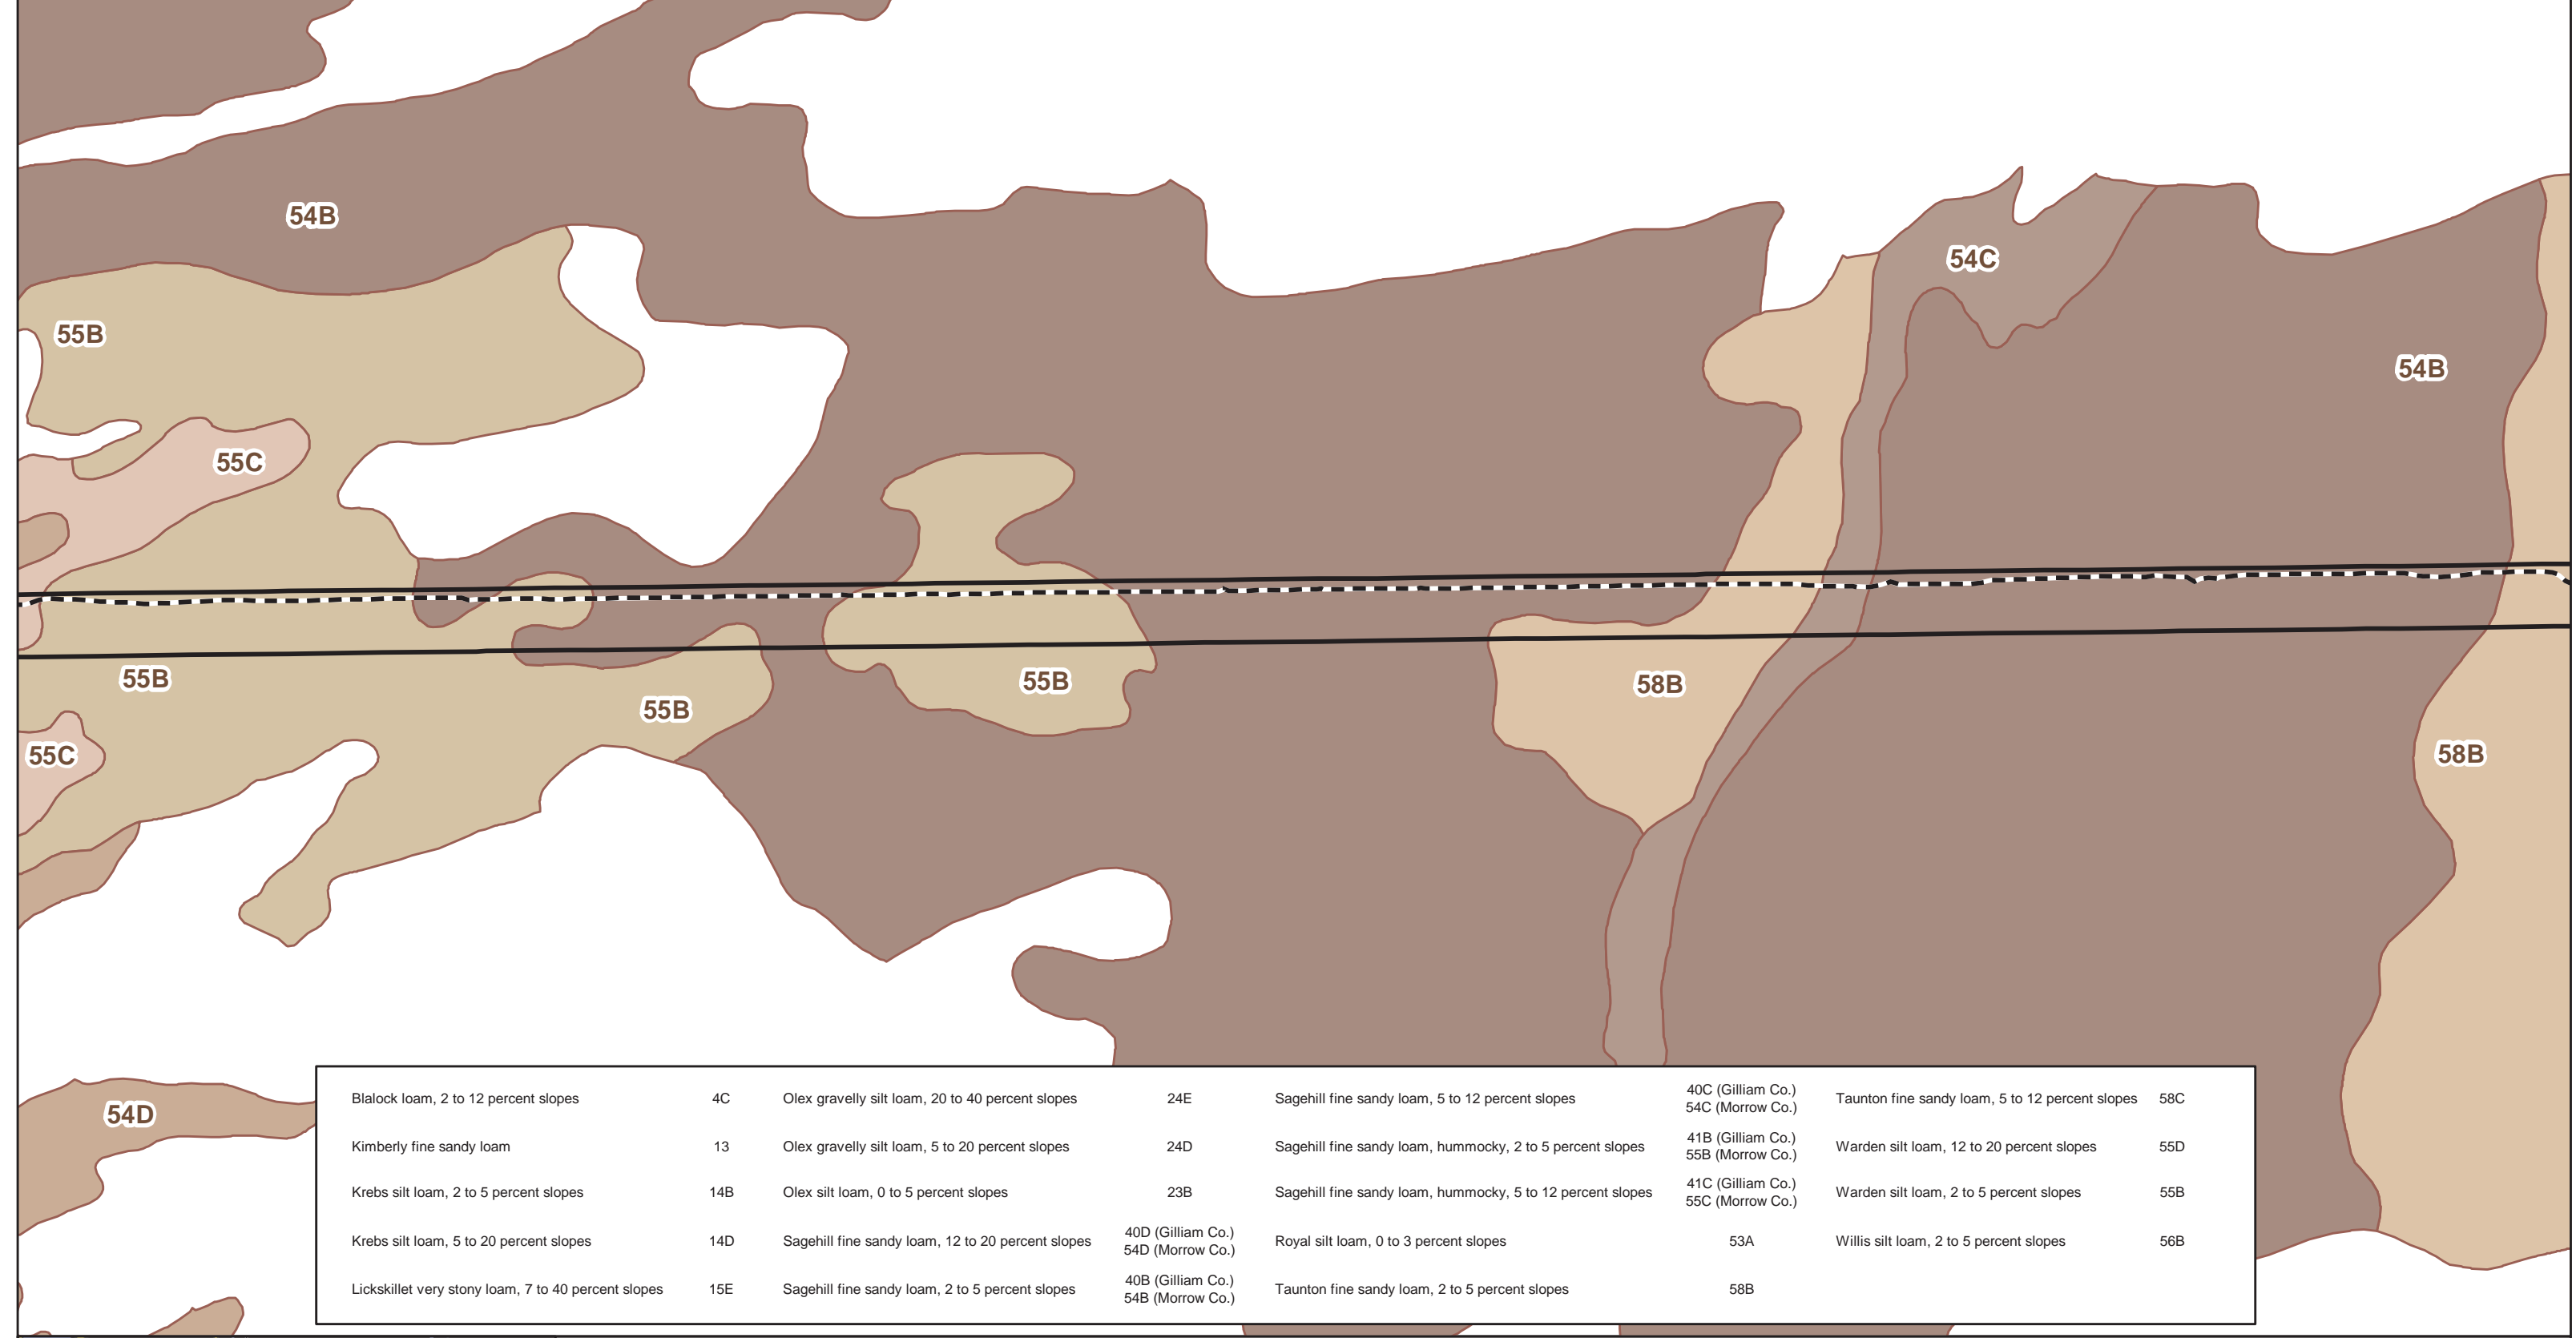 54B
54C
55B
54B
55C
55B
55B
58B
55B
55C
58B
54D
Blalock loam, 2 to 12 percent slopes 4C
Kimberly fine sandy loam 13
Krebs silt loam, 2 to 5 percent slopes 14B
Krebs silt loam, 5 to 20 percent slopes 14D
Lickskillet very stony loam, 7 to 40 percent slopes 15E
Olex gravelly silt loam, 20 to 40 percent slopes 24E
Olex gravelly silt loam, 5 to 20 percent slopes 24D
Olex silt loam, 0 to 5 percent slopes 23B
Sagehill fine sandy loam, 12 to 20 percent slopes 40D (Gilliam Co.)
54D (Morrow Co.)
Sagehill fine sandy loam, 2 to 5 percent slopes 40B (Gilliam Co.)
54B (Morrow Co.)
Sagehill fine sandy loam, 5 to 12 percent slopes 40C (Gilliam Co.)
54C (Morrow Co.)
Sagehill fine sandy loam, hummocky, 2 to 5 percent slopes 41B (Gilliam Co.)
55B (Morrow Co.)
Sagehill fine sandy loam, hummocky, 5 to 12 percent slopes 41C (Gilliam Co.)
55C (Morrow Co.)
Royal silt loam, 0 to 3 percent slopes 53A
Taunton fine sandy loam, 2 to 5 percent slopes 58B
Taunton fine sandy loam, 5 to 12 percent slopes 58C
Warden silt loam, 12 to 20 percent slopes 55D
Warden silt loam, 2 to 5 percent slopes 55B
Willis silt loam, 2 to 5 percent slopes 56B